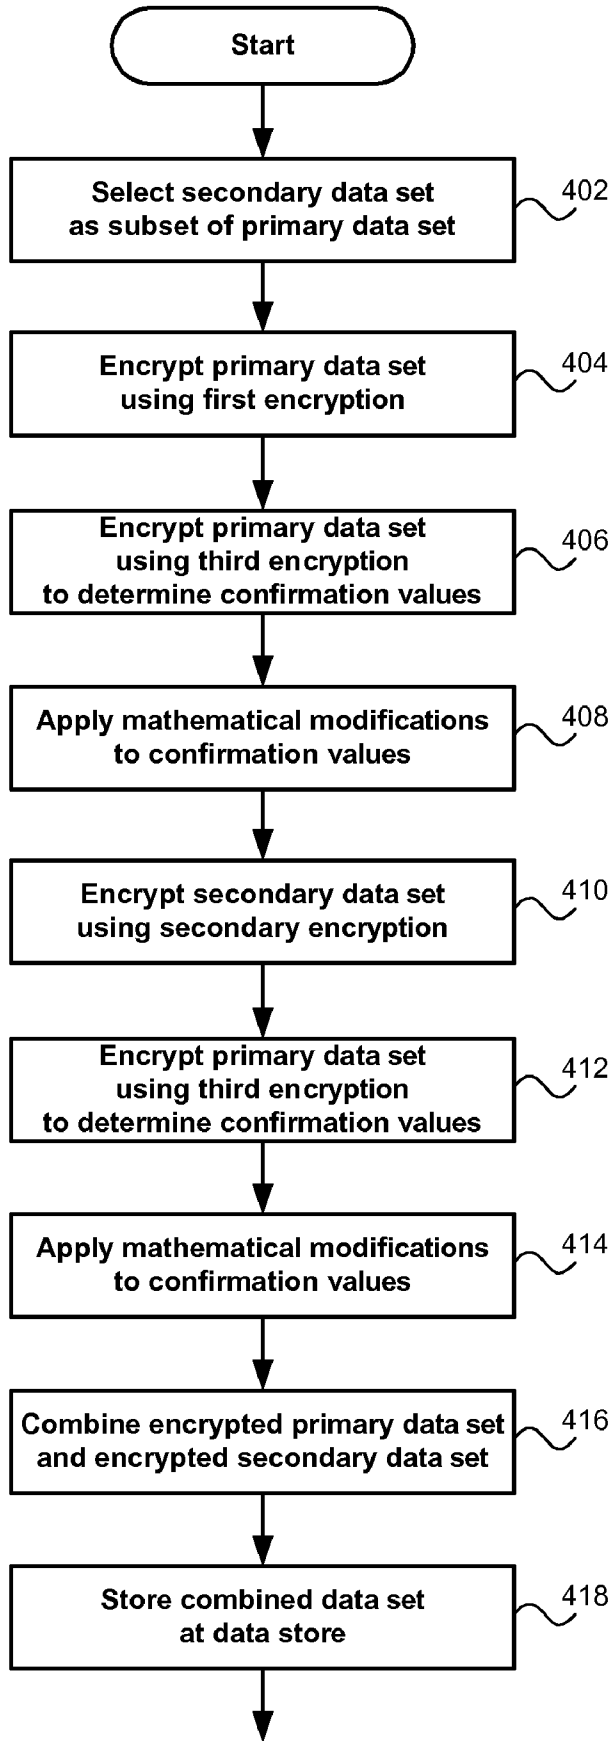 Start
Select secondary data set
as subset of primary data set
402
Encrypt primary data set
using first encryption
404
Encrypt primary data set
using third encryption
to determine confirmation values
406
Apply mathematical modifications
to confirmation values
408
Encrypt secondary data set
using secondary encryption
410
Encrypt primary data set
using third encryption
to determine confirmation values
412
Apply mathematical modifications
to confirmation values
414
Combine encrypted primary data set
and encrypted secondary data set
416
Store combined data set
at data store
418